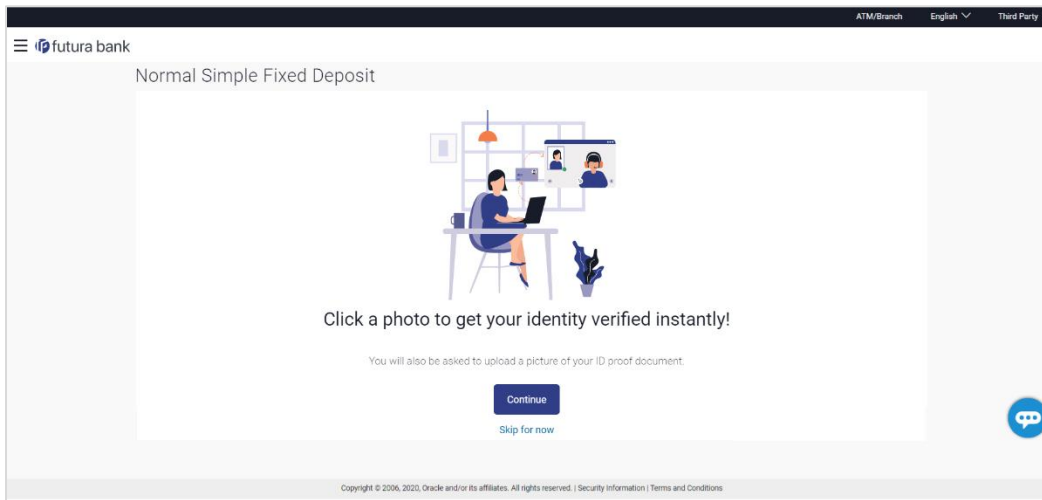 ATM/Branch English Third Party
futura bank
Normal Simple Fixed Deposit
Click a photo to get your identity verified instantly!
You will also be asked to upload a picture of your ID proof document.
Continue
Skip for now
Copyright © 2006, 2020, Oracle and/or its affiliates. All rights reserved. | Security Information | Terms and Conditions